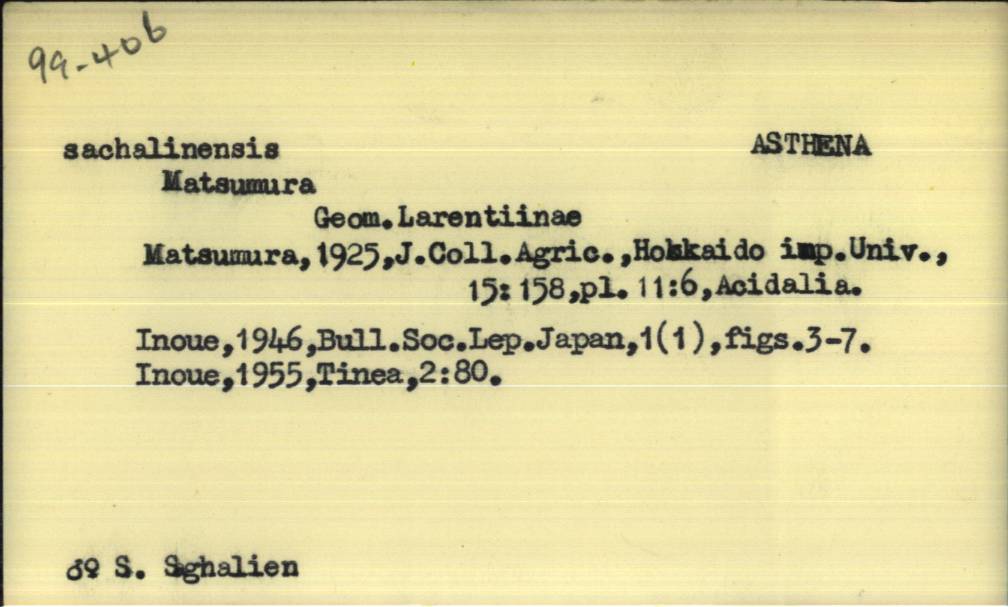 99-406
sachalinensis ASTHENA
Matsumura
Geom.Larentiinae
Matsumura,1925,J.Coll.Agric.,Hokkaido imp.Univ.,
15:158,pl.11:6,Acidalia.
Inoue,1946,Bull.Soc.Lep.Japan,1(1),figs.3-7.
Inoue,1955,Tinea,2:80.
♂♀ S. Saghalien